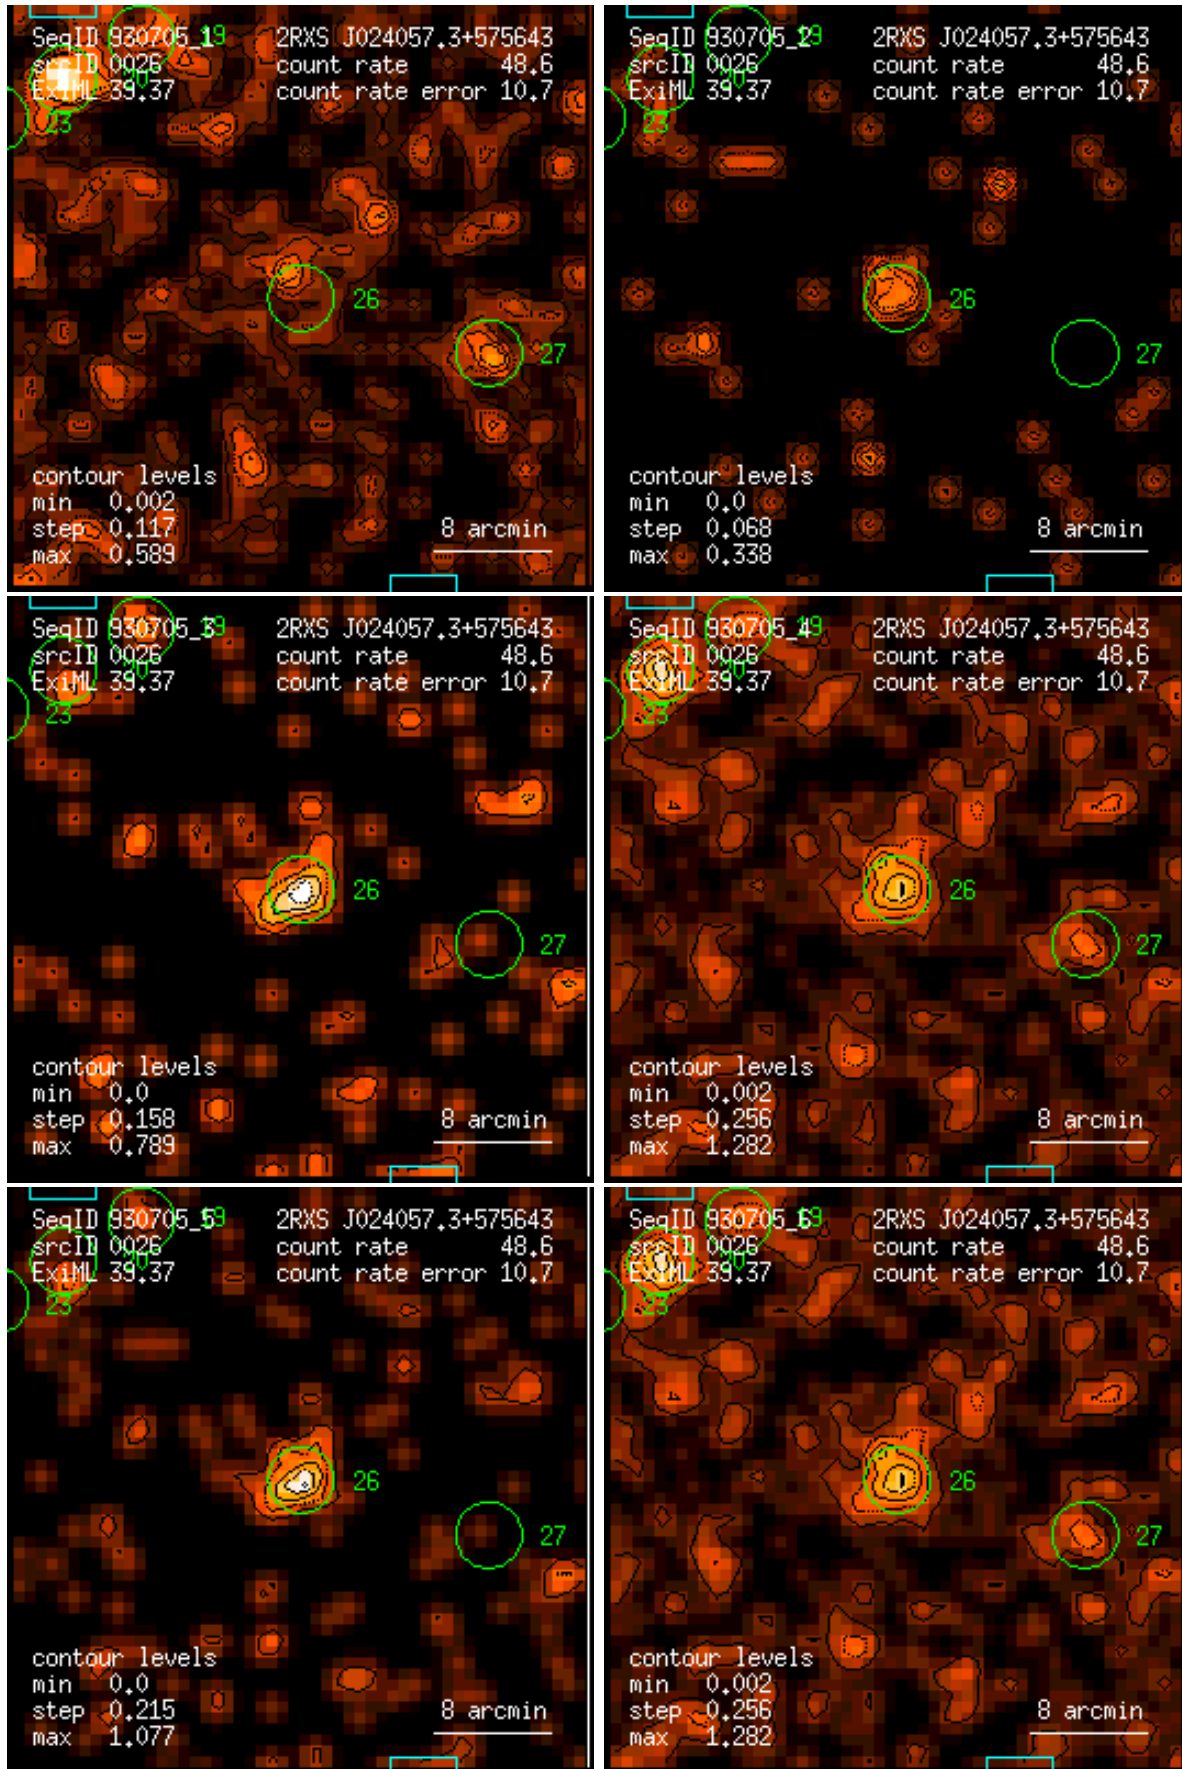 SeqID 930705_1 19 2RXS J024057.3+575643
srcID 0026 count rate 48.6
ExiML 39.37 count rate error 10.7
23
26
27
contour levels
min 0.002
step 0.117 8 arcmin
max 0.589
SeqID 930705_2 19 2RXS J024057.3+575643
srcID 0026 count rate 48.6
ExiML 39.37 count rate error 10.7
23
26
27
contour levels
min 0.0
step 0.068 8 arcmin
max 0.338
SeqID 930705_3 19 2RXS J024057.3+575643
srcID 0026 count rate 48.6
ExiML 39.37 count rate error 10.7
23
26
27
contour levels
min 0.0
step 0.158 8 arcmin
max 0.789
SeqID 930705_4 19 2RXS J024057.3+575643
srcID 0026 count rate 48.6
ExiML 39.37 count rate error 10.7
23
26
27
contour levels
min 0.002
step 0.256 8 arcmin
max 1.282
SeqID 930705_5 19 2RXS J024057.3+575643
srcID 0026 count rate 48.6
ExiML 39.37 count rate error 10.7
23
26
27
contour levels
min 0.0
step 0.215 8 arcmin
max 1.077
SeqID 930705_6 19 2RXS J024057.3+575643
srcID 0026 count rate 48.6
ExiML 39.37 count rate error 10.7
23
26
27
contour levels
min 0.002
step 0.256 8 arcmin
max 1.282